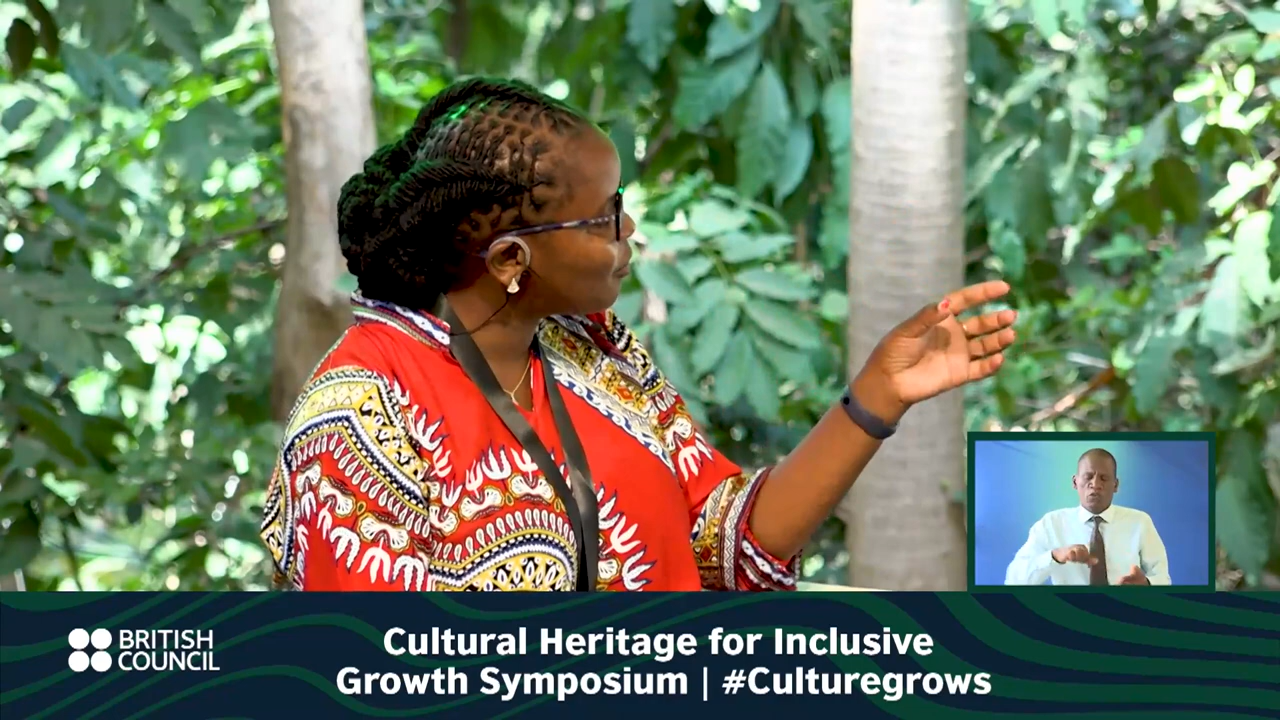 BRITISH
COUNCIL
Cultural Heritage for Inclusive
Growth Symposium | #Culturegrows